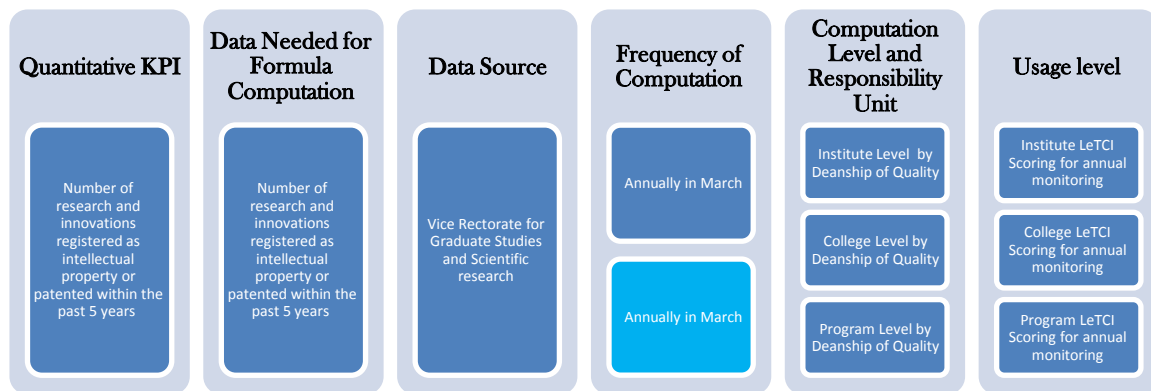 Quantitative KPI
Number of
research and
innovations
registered as
intellectual
property or
patented within the
past 5 years
Data Needed for
Formula
Computation
Number of
research and
innovations
registered as
intellectual
property or
patented within the
past 5 years
Data Source
Vice Rectorate for
Graduate Studies
and Scientific
research
Frequency of
Computation
Annually in March
Annually in March
Computation
Level and
Responsibility
Unit
Institute Level by
Deanship of Quality
College Level by
Deanship of Quality
Program Level by
Deanship of Quality
Usage level
Institute LeTCI
Scoring for annual
monitoring
College LeTCI
Scoring for annual
monitoring
Program LeTCI
Scoring for annual
monitoring